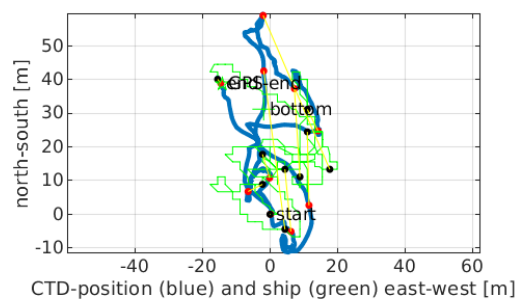 50
40
30
20
10
0
-10
north-south [m]
end
GPS-end
bottom
start
-40
-20
0
20
40
60
CTD-position (blue) and ship (green) east-west [m]